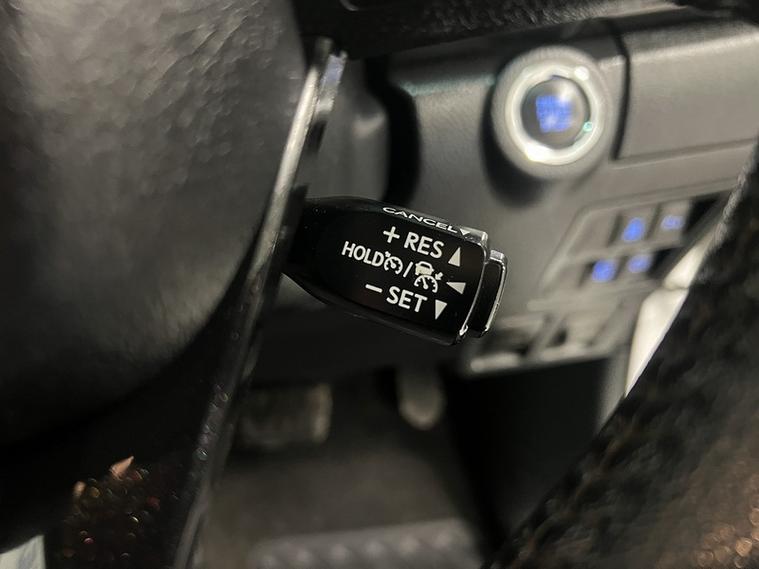 CANCEL▼
+ RES ▲
HOLD / ◀
− SET ▼